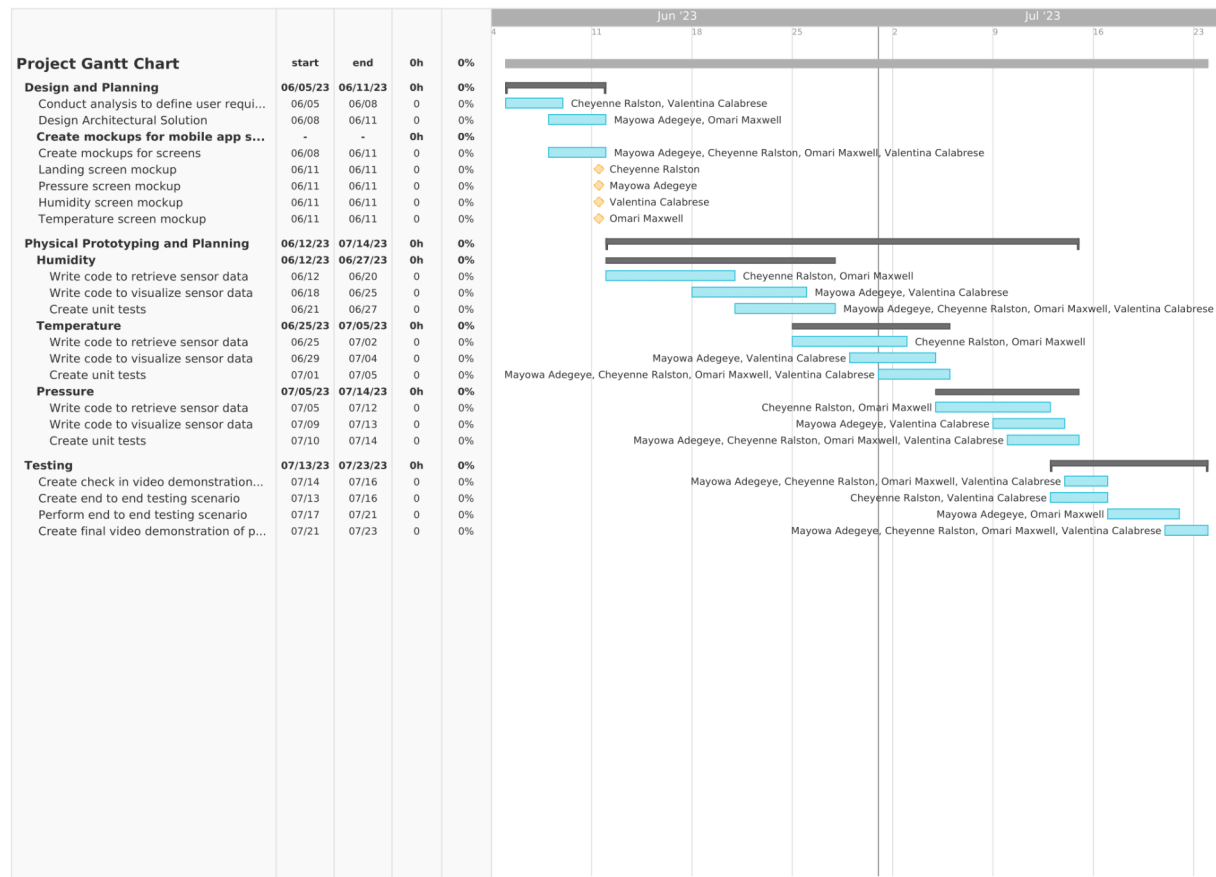 Jun '23 Jul '23
4 11 18 25 2 9 16 23
Project Gantt Chart start end 0h 0%
Design and Planning 06/05/23 06/11/23 0h 0%
Conduct analysis to define user requi... 06/05 06/08 0 0% Cheyenne Ralston, Valentina Calabrese
Design Architectural Solution 06/08 06/11 0 0% Mayowa Adegeye, Omari Maxwell
Create mockups for mobile app s... - - 0h 0%
Create mockups for screens 06/08 06/11 0 0% Mayowa Adegeye, Cheyenne Ralston, Omari Maxwell, Valentina Calabrese
Landing screen mockup 06/11 06/11 0 0% Cheyenne Ralston
Pressure screen mockup 06/11 06/11 0 0% Mayowa Adegeye
Humidity screen mockup 06/11 06/11 0 0% Valentina Calabrese
Temperature screen mockup 06/11 06/11 0 0% Omari Maxwell
Physical Prototyping and Planning 06/12/23 07/14/23 0h 0%
Humidity 06/12/23 06/27/23 0h 0%
Write code to retrieve sensor data 06/12 06/20 0 0% Cheyenne Ralston, Omari Maxwell
Write code to visualize sensor data 06/18 06/25 0 0% Mayowa Adegeye, Valentina Calabrese
Create unit tests 06/21 06/27 0 0% Mayowa Adegeye, Cheyenne Ralston, Omari Maxwell, Valentina Calabrese
Temperature 06/25/23 07/05/23 0h 0%
Write code to retrieve sensor data 06/25 07/02 0 0% Cheyenne Ralston, Omari Maxwell
Write code to visualize sensor data 06/29 07/04 0 0% Mayowa Adegeye, Valentina Calabrese
Create unit tests 07/01 07/05 0 0% Mayowa Adegeye, Cheyenne Ralston, Omari Maxwell, Valentina Calabrese
Pressure 07/05/23 07/14/23 0h 0%
Write code to retrieve sensor data 07/05 07/12 0 0% Cheyenne Ralston, Omari Maxwell
Write code to visualize sensor data 07/09 07/13 0 0% Mayowa Adegeye, Valentina Calabrese
Create unit tests 07/10 07/14 0 0% Mayowa Adegeye, Cheyenne Ralston, Omari Maxwell, Valentina Calabrese
Testing 07/13/23 07/23/23 0h 0%
Create check in video demonstration... 07/14 07/16 0 0% Mayowa Adegeye, Cheyenne Ralston, Omari Maxwell, Valentina Calabrese
Create end to end testing scenario 07/13 07/16 0 0% Cheyenne Ralston, Valentina Calabrese
Perform end to end testing scenario 07/17 07/21 0 0% Mayowa Adegeye, Omari Maxwell
Create final video demonstration of p... 07/21 07/23 0 0% Mayowa Adegeye, Cheyenne Ralston, Omari Maxwell, Valentina Calabrese